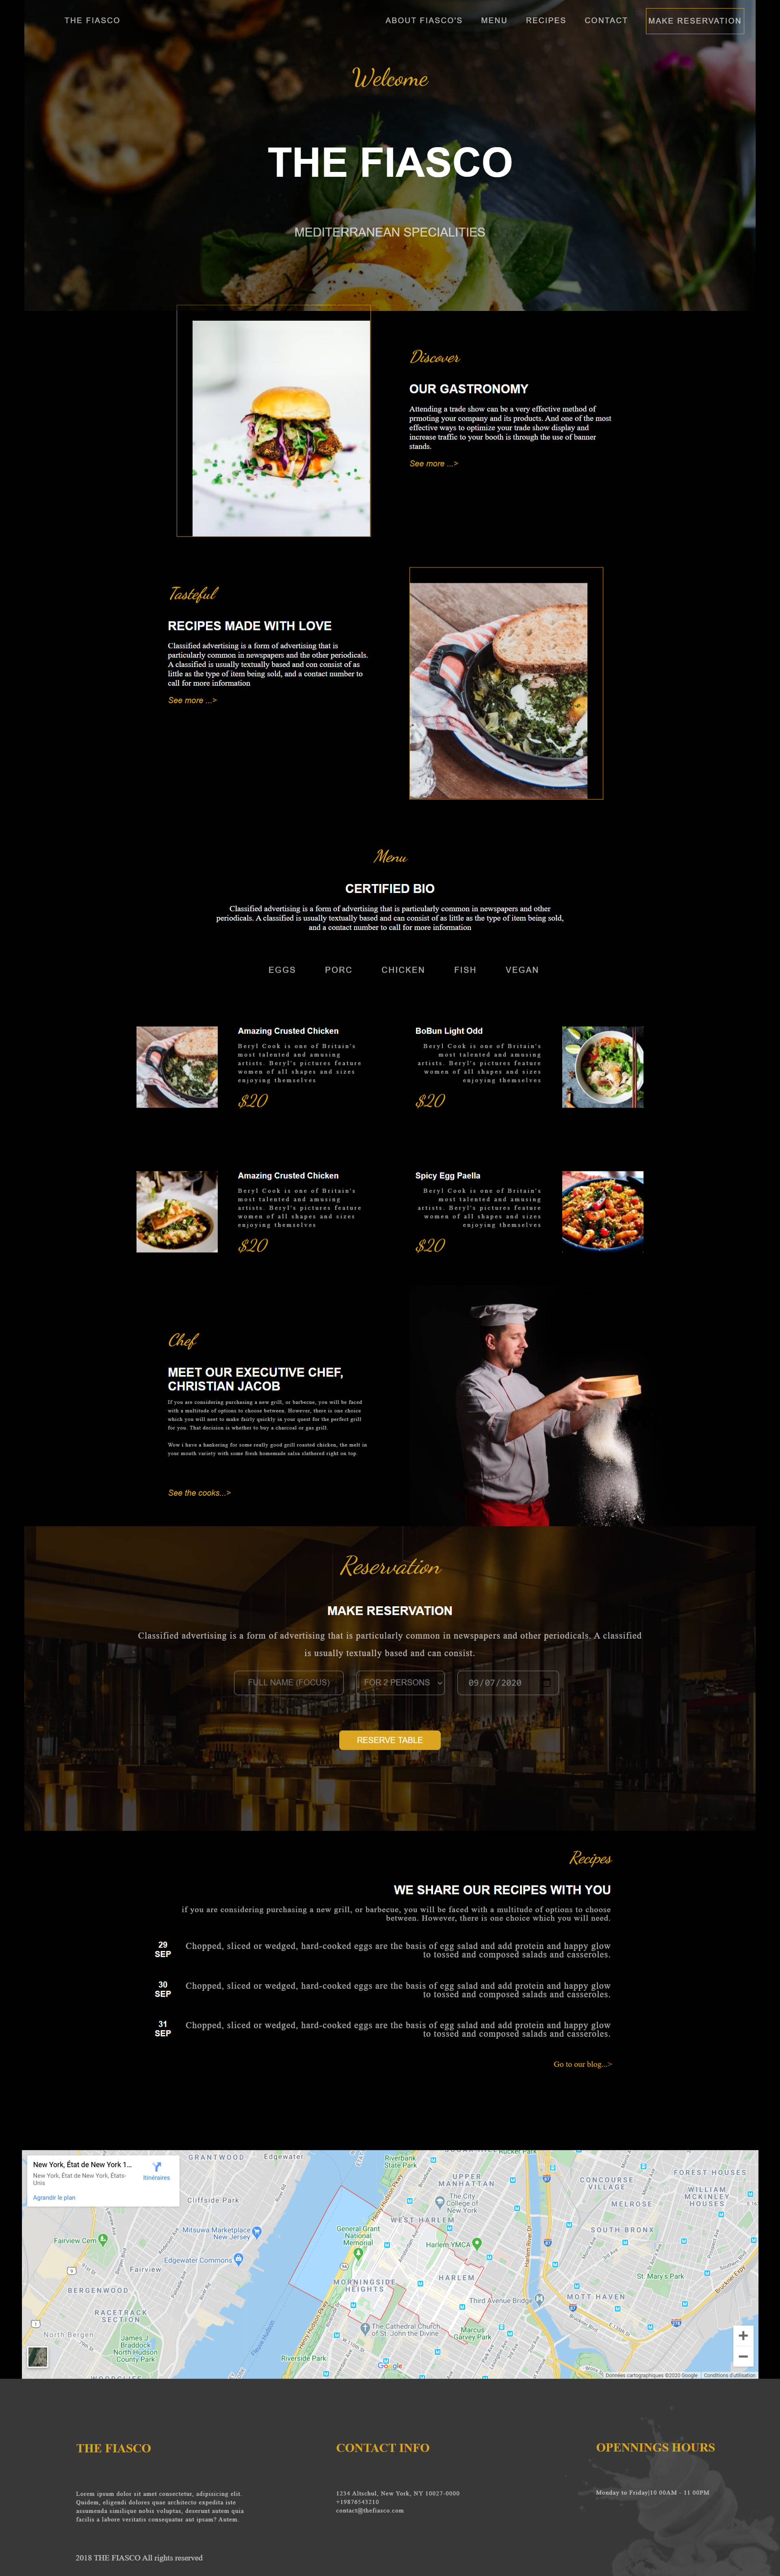 THE FIASCO
ABOUT FIASCO'S MENU RECIPES CONTACT MAKE RESERVATION
Welcome
THE FIASCO
MEDITERRANEAN SPECIALITIES
Discover
OUR GASTRONOMY
Attending a trade show can be a very effective method of
prmoting your company and its products. And one of the most
effective ways to optimize your trade show display and
increase traffic to your booth is through the use of banner
stands.
See more ...>
Tasteful
RECIPES MADE WITH LOVE
Classified advertising is a form of advertising that is
particularly common in newspapers and the other periodicals.
A classified is usually textually based and con consist of as
little as the type of item being sold, and a contact number to
call for more information
See more ...>
Menu
CERTIFIED BIO
Classified advertising is a form of advertising that is particularly common in newspapers and other
periodicals. A classified is usually textually based and can consist of as little as the type of item being sold,
and a contact number to call for more information
EGGS PORC CHICKEN FISH VEGAN
Amazing Crusted Chicken
Beryl Cook is one of Britain's
most talented and amusing
artists. Beryl's pictures feature
women of all shapes and sizes
enjoying themselves
$20
BoBun Light Odd
Beryl Cook is one of Britain's
most talented and amusing
artists. Beryl's pictures feature
women of all shapes and sizes
enjoying themselves
$20
Amazing Crusted Chicken
Beryl Cook is one of Britain's
most talented and amusing
artists. Beryl's pictures feature
women of all shapes and sizes
enjoying themselves
$20
Spicy Egg Paella
Beryl Cook is one of Britain's
most talented and amusing
artists. Beryl's pictures feature
women of all shapes and sizes
enjoying themselves
$20
Chef
MEET OUR EXECUTIVE CHEF,
CHRISTIAN JACOB
If you are considering purchasing a new grill, or barbecue, you will be faced
with a multitude of options to choose between. However, there is one choice
which you will neet to make fairly quickly in your quest for the perfect grill
for you. That decision is whether to buy a charcoal or gas grill.
Wow i have a hankering for some really good grill roasted chicken, the melt in
your mouth variety with some fresh homemade salsa slathered right on top.
See the cooks...>
Reservation
MAKE RESERVATION
Classified advertising is a form of advertising that is particularly common in newspapers and other periodicals. A classified
is usually textually based and can consist.
FULL NAME (FOCUS) FOR 2 PERSONS 09/07/2020
RESERVE TABLE
Recipes
WE SHARE OUR RECIPES WITH YOU
if you are considering purchasing a new grill, or barbecue, you will be faced with a multitude of options to choose
between. However, there is one choice which you will need.
29
SEP
Chopped, sliced or wedged, hard-cooked eggs are the basis of egg salad and add protein and happy glow
to tossed and composed salads and casseroles.
30
SEP
Chopped, sliced or wedged, hard-cooked eggs are the basis of egg salad and add protein and happy glow
to tossed and composed salads and casseroles.
31
SEP
Chopped, sliced or wedged, hard-cooked eggs are the basis of egg salad and add protein and happy glow
to tossed and composed salads and casseroles.
Go to our blog...>
New York, État de New York 1...
New York, État de New York, États-
Unis
Itinéraires
Agrandir le plan
GRANTWOOD
Edgewater
Cliffside Park
Mitsuwa Marketplace
New Jersey
Fairview Cem
Edgewater Commons
Fairview
BERGENWOOD
RACETRACK
SECTION
North Bergen
James J
Braddock
North Hudson
County Park
Riverbank
State Park
UPPER
MANHATTAN
The City
College of
New York
WEST HARLEM
General Grant
National
Memorial
Harlem YMCA
MORNINGSIDE
HEIGHTS
HARLEM
Third Avenue Bridge
The Cathedral Church
of St. John the Divine
Marcus
Garvey Park
Riverside Park
Henry Hudson Pkwy
Harlem River Dr
CONCOURSE
VILLAGE
FOREST HOUSES
WILLIAM
MCKINLEY
HOUSES
MELROSE
SOUTH BRONX
St. Mary's Park
MOTT HAVEN
Bruckner Expy
Google
Données cartographiques ©2020 Google Conditions d'utilisation
THE FIASCO
Lorem ipsum dolor sit amet consectetur, adipisicing elit.
Quidem, eligendi dolores quae architecto expedita iste
assumenda similique nobis voluptas, deserunt autem quia
facilis a labore veritatis consequatur aut ipsam? Autem.
CONTACT INFO
1234 Altschul, New York, NY 10027-0000
+19876543210
contact@thefiasco.com
OPENNINGS HOURS
Monday to Friday|10 00AM - 11 00PM
2018 THE FIASCO All rights reserved